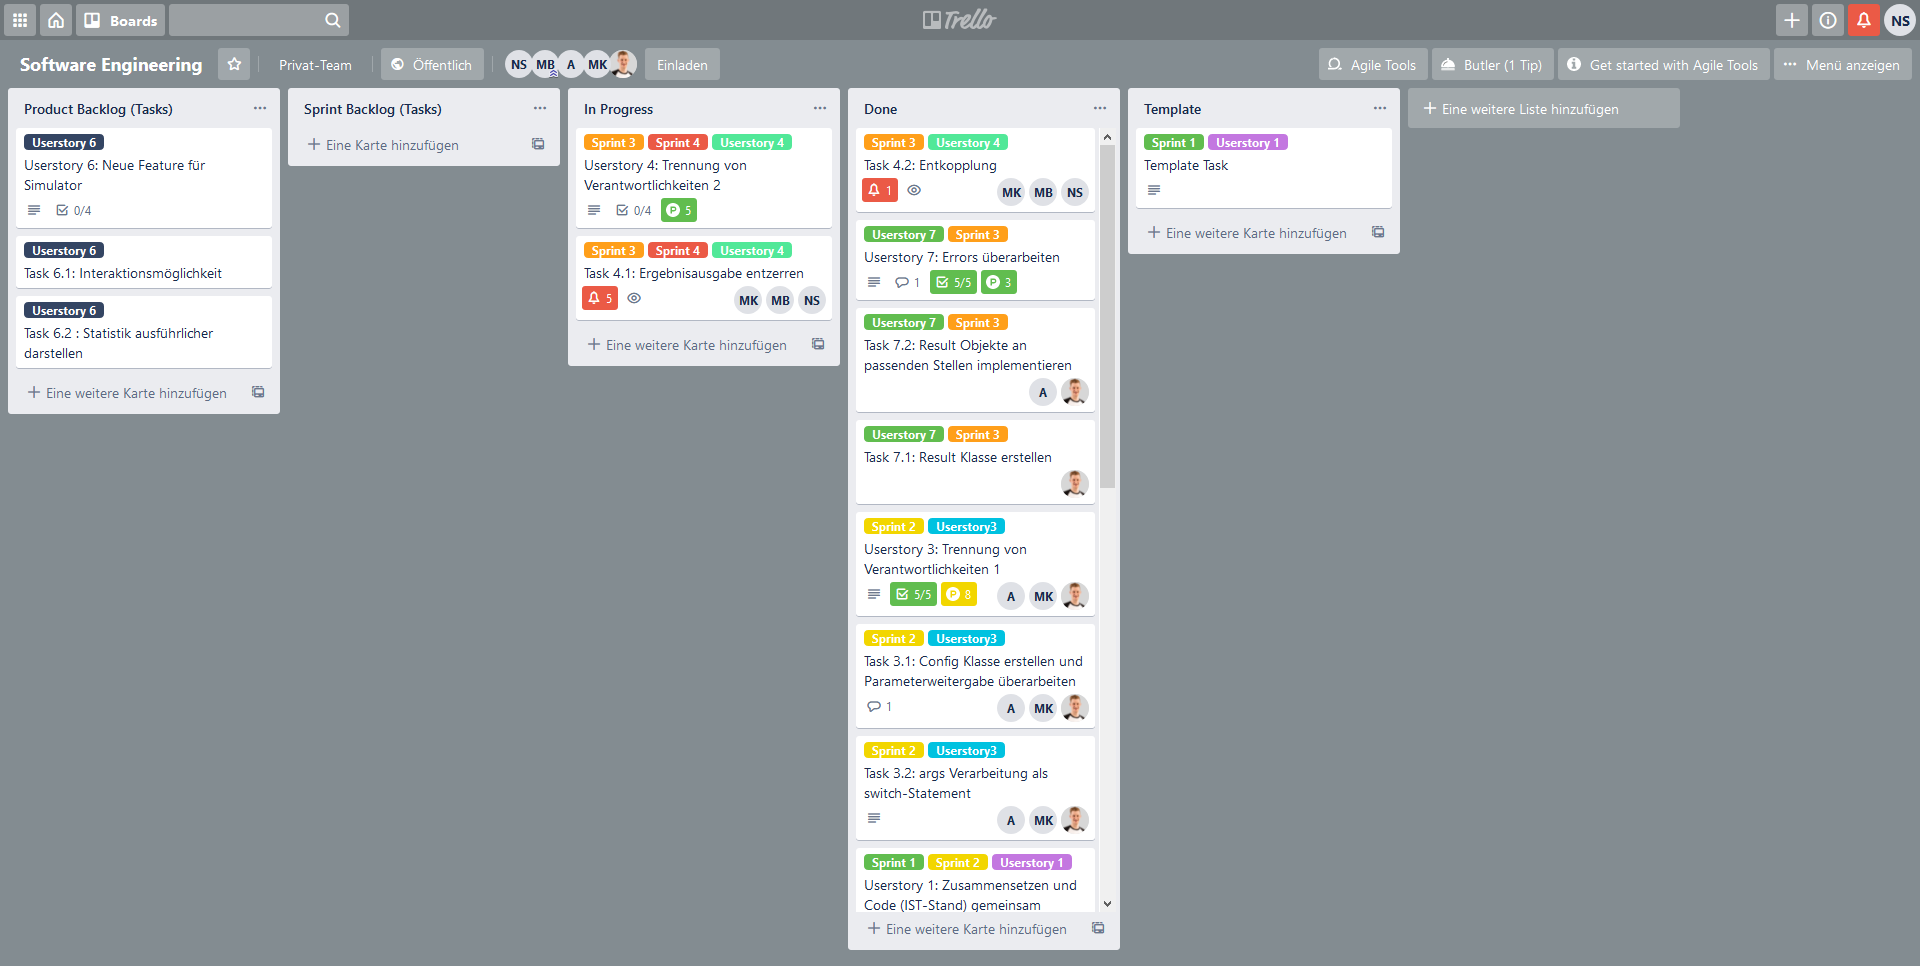 Boards
Trello
NS
Software Engineering
Privat-Team
Öffentlich
NS MB A MK
Einladen
Agile Tools
Butler (1 Tip)
Get started with Agile Tools
Menü anzeigen
Product Backlog (Tasks)
Userstory 6
Userstory 6: Neue Feature für
Simulator
0/4
Userstory 6
Task 6.1: Interaktionsmöglichkeit
Userstory 6
Task 6.2 : Statistik ausführlicher
darstellen
Eine weitere Karte hinzufügen
Sprint Backlog (Tasks)
Eine Karte hinzufügen
In Progress
Sprint 3 Sprint 4 Userstory 4
Userstory 4: Trennung von
Verantwortlichkeiten 2
0/4 P 5
Sprint 3 Sprint 4 Userstory 4
Task 4.1: Ergebnisausgabe entzerren
5 MK MB NS
Eine weitere Karte hinzufügen
Done
Sprint 3 Userstory 4
Task 4.2: Entkopplung
1 MK MB NS
Userstory 7 Sprint 3
Userstory 7: Errors überarbeiten
1 5/5 P 3
Userstory 7 Sprint 3
Task 7.2: Result Objekte an
passenden Stellen implementieren
A
Userstory 7 Sprint 3
Task 7.1: Result Klasse erstellen
Sprint 2 Userstory3
Userstory 3: Trennung von
Verantwortlichkeiten 1
5/5 P 8 A MK
Sprint 2 Userstory3
Task 3.1: Config Klasse erstellen und
Parameterweitergabe überarbeiten
1 A MK
Sprint 2 Userstory3
Task 3.2: args Verarbeitung als
switch-Statement
A MK
Sprint 1 Sprint 2 Userstory 1
Userstory 1: Zusammensetzen und
Code (IST-Stand) gemeinsam
Eine weitere Karte hinzufügen
Template
Sprint 1 Userstory 1
Template Task
Eine weitere Karte hinzufügen
Eine weitere Liste hinzufügen